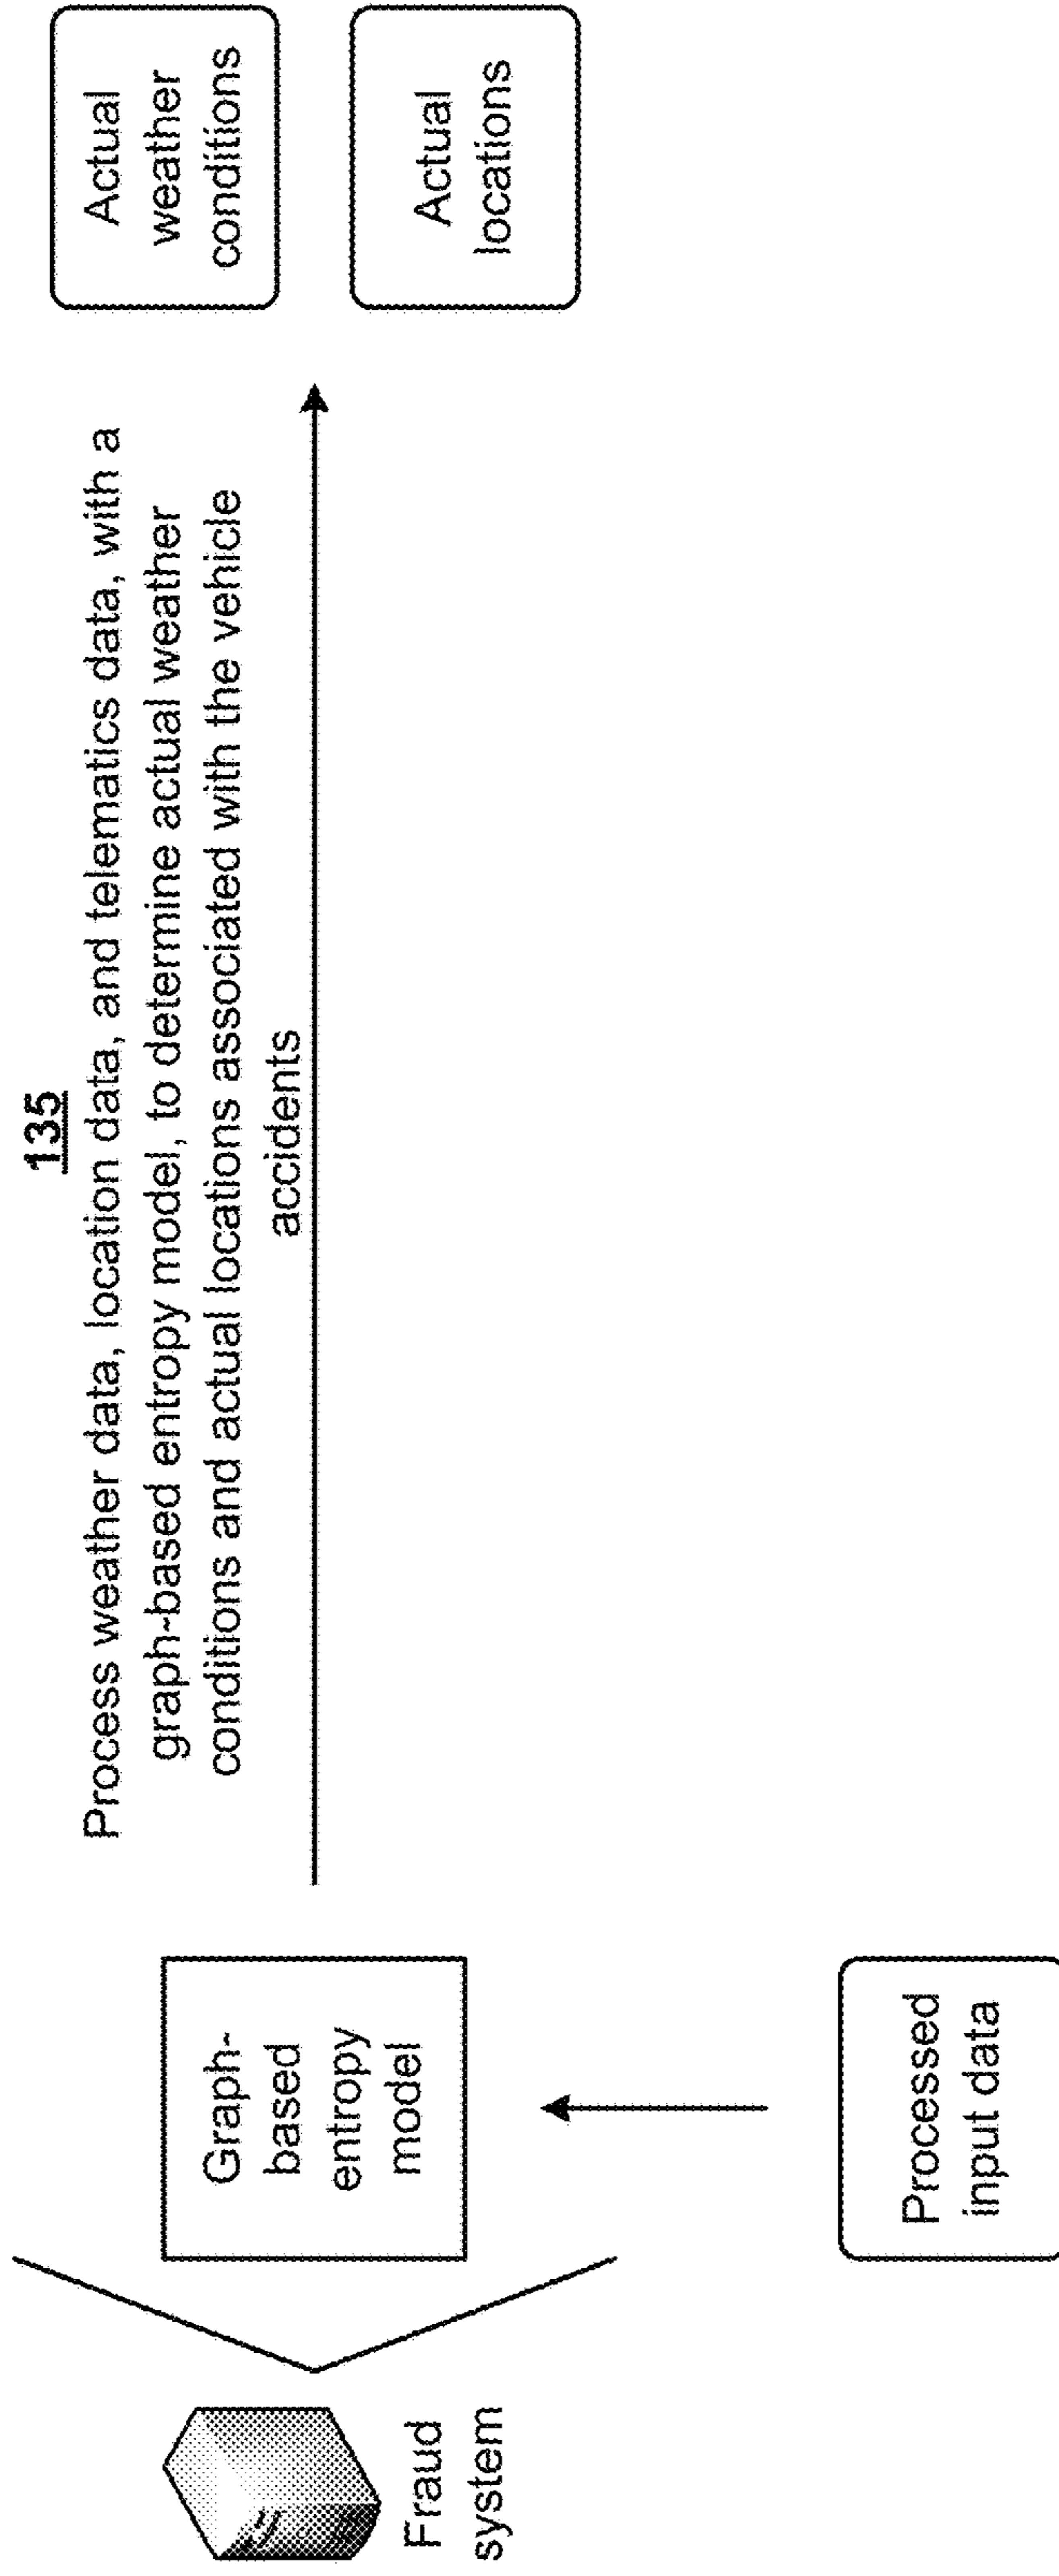 135
Process weather data, location data, and telematics data, with a
graph-based entropy model, to determine actual weather
conditions and actual locations associated with the vehicle
accidents
Fraud
system
Graph-
based
entropy
model
Processed
input data
Actual
weather
conditions
Actual
locations